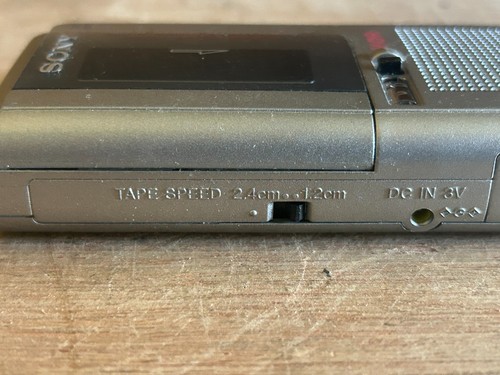 SONY
TAPE SPEED 2.4cm 1.2cm
DC IN 3V